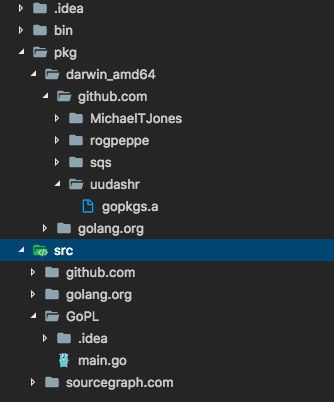 .idea
bin
pkg
darwin_amd64
github.com
MichaelTJones
rogpeppe
sqs
uudashr
gopkgs.a
golang.org
src
github.com
golang.org
GoPL
.idea
main.go
sourcegraph.com